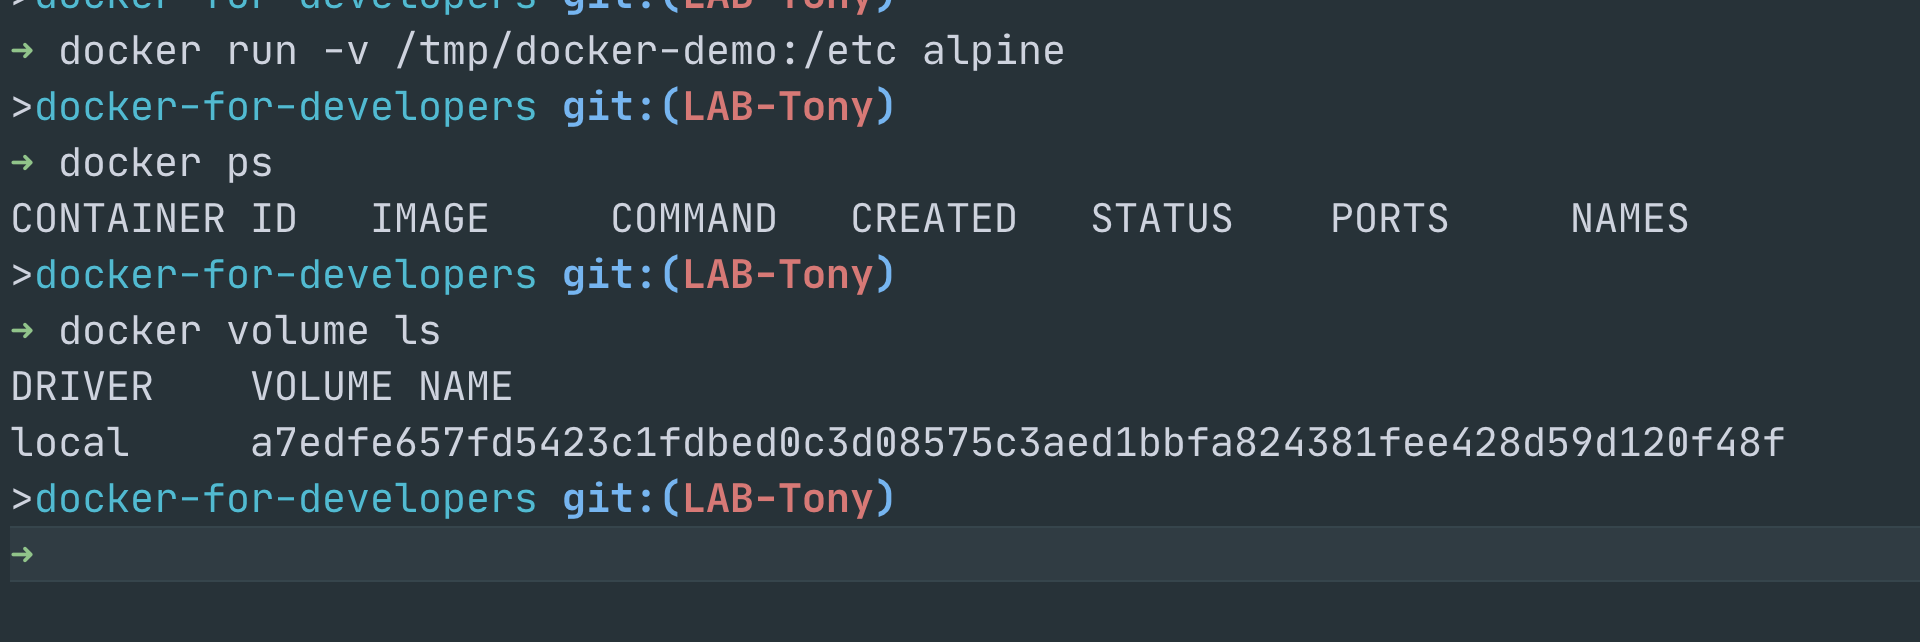 >docker-for-developers git:(LAB-Tony)
➜ docker run -v /tmp/docker-demo:/etc alpine
>docker-for-developers git:(LAB-Tony)
➜ docker ps
CONTAINER ID   IMAGE     COMMAND   CREATED   STATUS    PORTS     NAMES
>docker-for-developers git:(LAB-Tony)
➜ docker volume ls
DRIVER    VOLUME NAME
local     a7edfe657fd5423c1fdbed0c3d08575c3aed1bbfa824381fee428d59d120f48f
>docker-for-developers git:(LAB-Tony)
➜